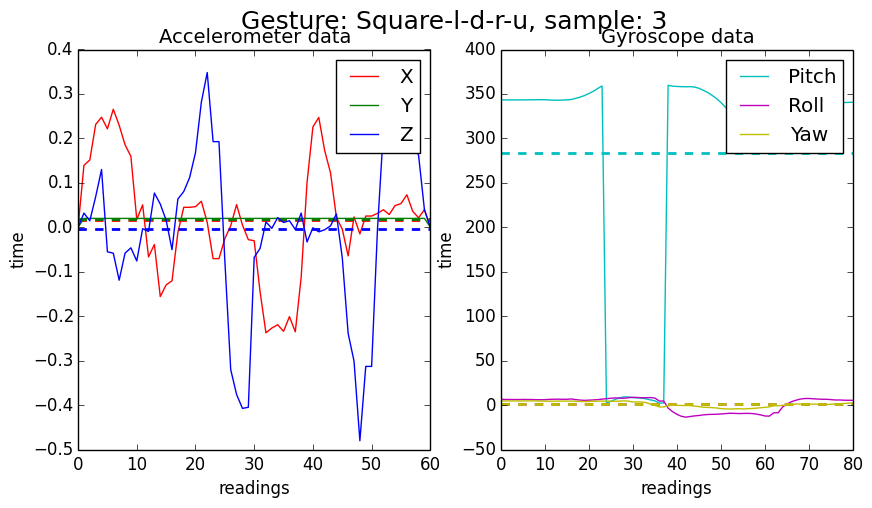 Gesture: Square-l-d-r-u, sample: 3
Accelerometer data
0.4
0.3
0.2
0.1
0.0
−0.1
−0.2
−0.3
−0.4
−0.5
time
0 10 20 30 40 50 60
readings
X
Y
Z
Gyroscope data
400
350
300
250
200
150
100
50
0
−50
time
0 10 20 30 40 50 60 70 80
readings
Pitch
Roll
Yaw